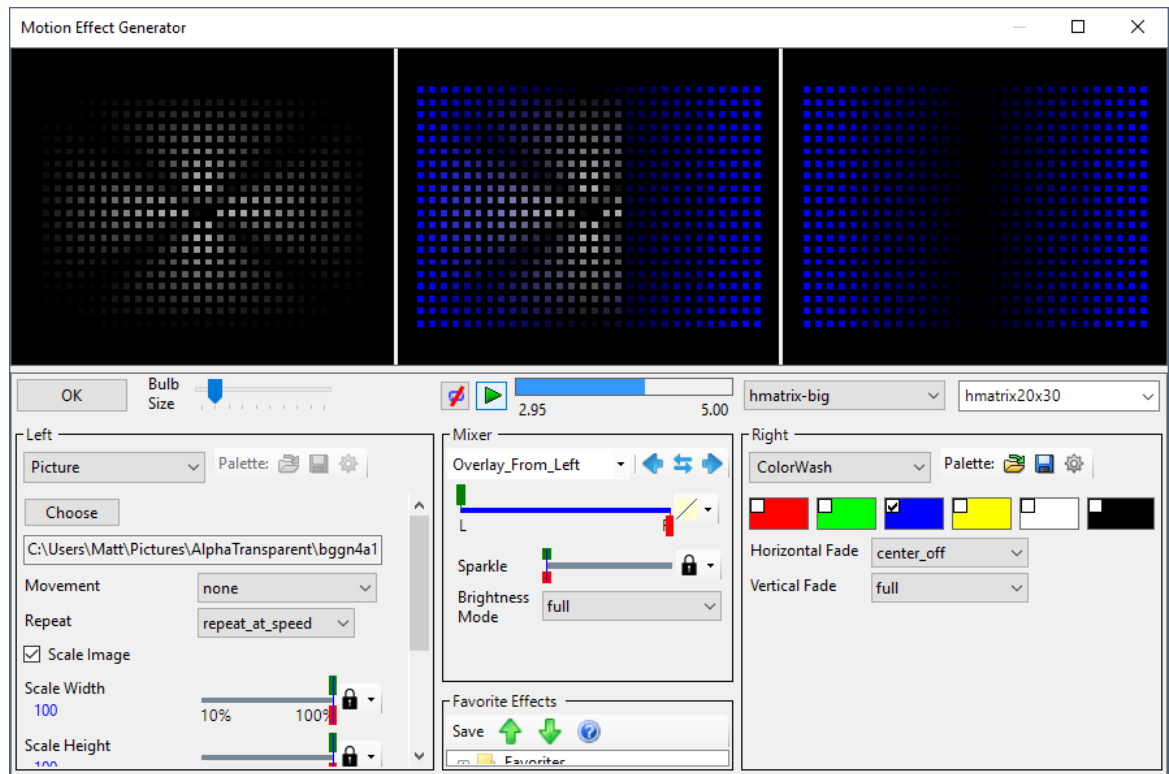 Motion Effect Generator
OK
Bulb
Size
2.95
5.00
hmatrix-big
hmatrix20x30
Left
Picture
Palette:
Choose
C:\Users\Matt\Pictures\AlphaTransparent\bggn4a1
Movement
none
Repeat
repeat_at_speed
Scale Image
Scale Width
100
10%
100%
Scale Height
100
Mixer
Overlay_From_Left
L
Sparkle
Brightness
Mode
full
Favorite Effects
Save
Favorites
Right
ColorWash
Palette:
Horizontal Fade
center_off
Vertical Fade
full